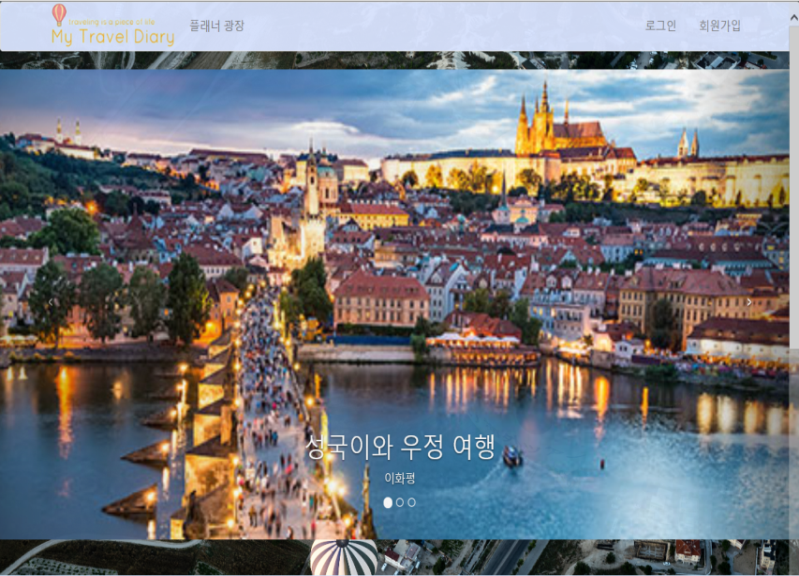 My Travel Diary
플래너 광장
로그인
회원가입
성국이와 우정 여행
이화평